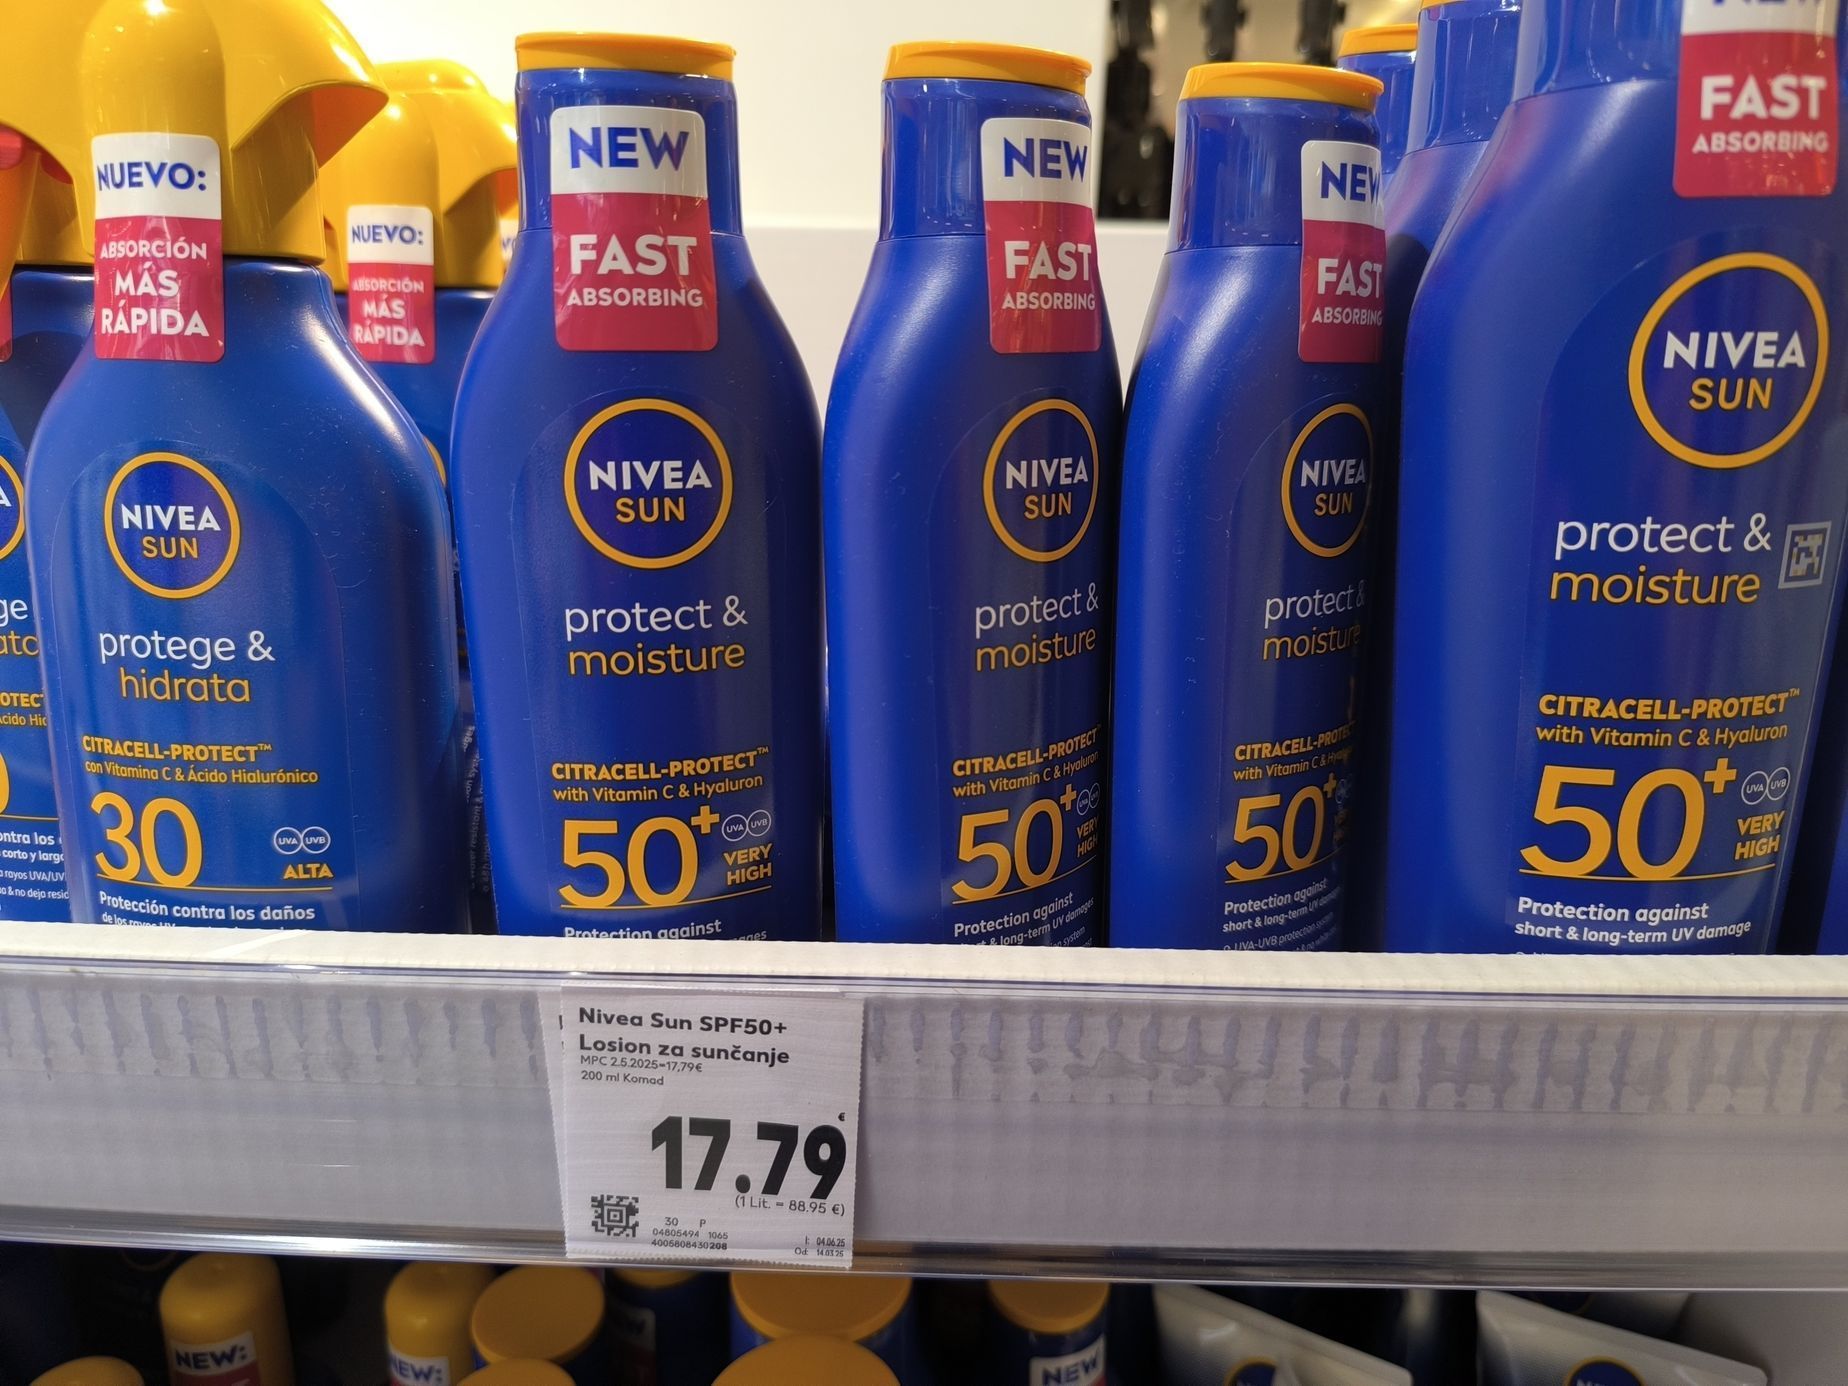 NUEVO:
ABSORCIÓN
MÁS
RÁPIDA
NIVEA
SUN
protege &
hidrata
CITRACELL-PROTECT™
con Vitamina C & Ácido Hialurónico
30
UVA UVB
ALTA
Protección contra los daños
NUEVO:
ABSORCIÓN
MÁS
RÁPIDA
NEW
FAST
ABSORBING
NIVEA
SUN
protect &
moisture
CITRACELL-PROTECT™
with Vitamin C & Hyaluron
50+
UVA UVB
VERY
HIGH
Protection against
NEW
FAST
ABSORBING
NIVEA
SUN
protect &
moisture
CITRACELL-PROTECT™
with Vitamin C & Hyaluron
50+
VERY
HIGH
Protection against
& long-term UV damages
NEW
FAST
ABSORBING
NIVEA
SUN
protect &
moisture
CITRACELL-PROTECT
with Vitamin C &
50+
Protection against
short & long-term UV
UVA-UVB protection
FAST
ABSORBING
NIVEA
SUN
protect &
moisture
CITRACELL-PROTECT™
with Vitamin C & Hyaluron
50+
UVA UVB
VERY
HIGH
Protection against
short & long-term UV damage
Nivea Sun SPF50+
Losion za sunčanje
MPC 2.5.2025=17,79€
200 ml Komad
€
17.79
(1 Lit. = 88.95 €)
30 P
04805494 1065
4005808430208
I: 04.06.25
Od: 14.03.25
NEW:
NEW:
NEW